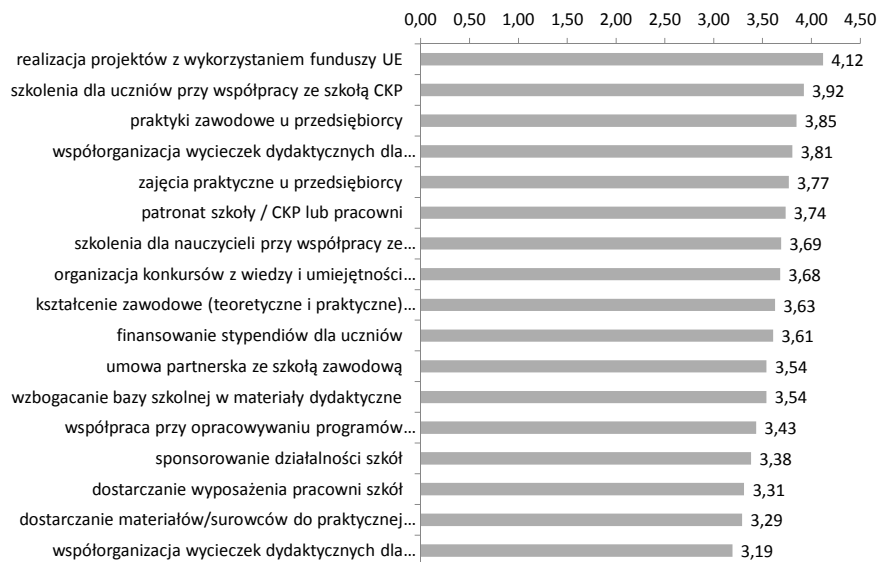 0,00 0,50 1,00 1,50 2,00 2,50 3,00 3,50 4,00 4,50
realizacja projektów z wykorzystaniem funduszy UE 4,12
szkolenia dla uczniów przy współpracy ze szkołą CKP 3,92
praktyki zawodowe u przedsiębiorcy 3,85
współorganizacja wycieczek dydaktycznych dla... 3,81
zajęcia praktyczne u przedsiębiorcy 3,77
patronat szkoły / CKP lub pracowni 3,74
szkolenia dla nauczycieli przy współpracy ze... 3,69
organizacja konkursów z wiedzy i umiejętności... 3,68
kształcenie zawodowe (teoretyczne i praktyczne)... 3,63
finansowanie stypendiów dla uczniów 3,61
umowa partnerska ze szkołą zawodową 3,54
wzbogacanie bazy szkolnej w materiały dydaktyczne 3,54
współpraca przy opracowywaniu programów... 3,43
sponsorowanie działalności szkół 3,38
dostarczanie wyposażenia pracowni szkół 3,31
dostarczanie materiałów/surowców do praktycznej... 3,29
współorganizacja wycieczek dydaktycznych dla... 3,19